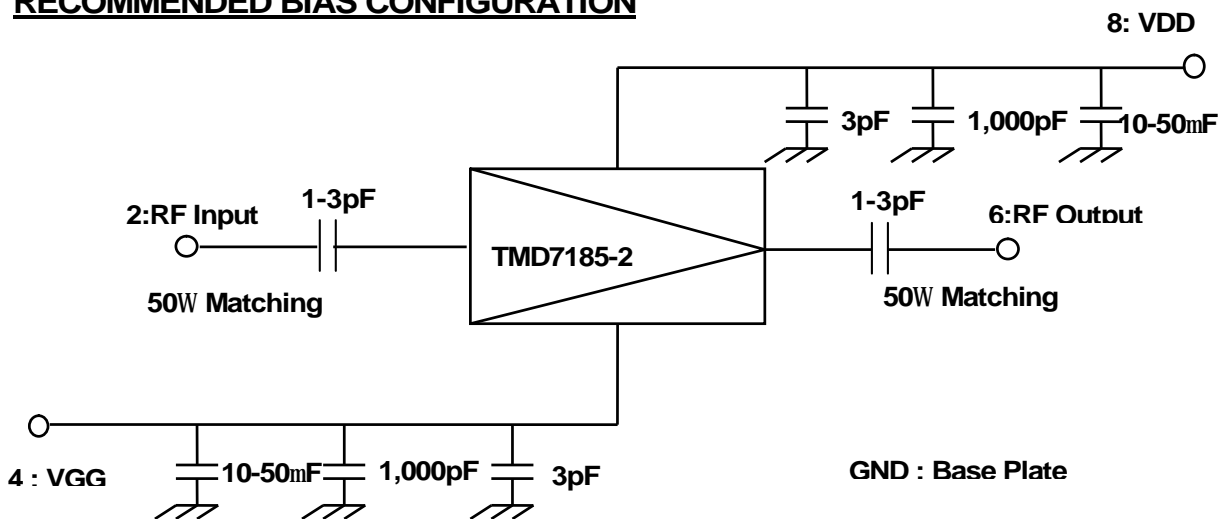 RECOMMENDED BIAS CONFIGURATION
8: VDD
3pF
1,000pF
10-50mF
1-3pF
2:RF Input
1-3pF
6:RF Output
TMD7185-2
50W Matching
50W Matching
10-50mF
1,000pF
3pF
4 : VGG
GND : Base Plate